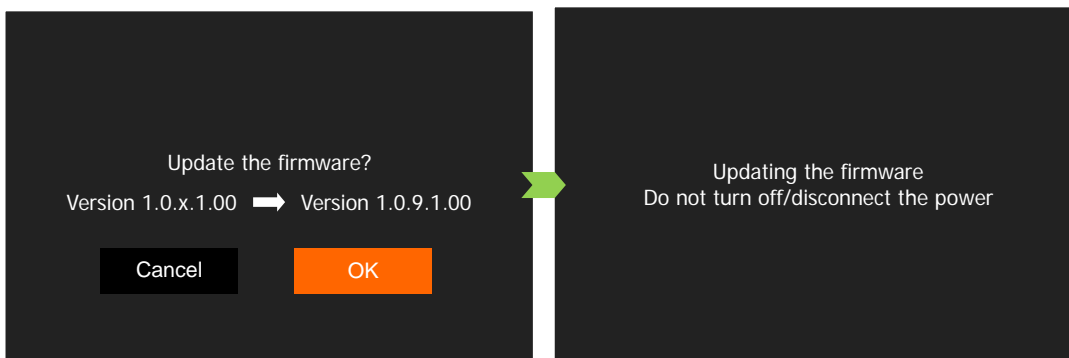 Update the firmware?
Version 1.0.x.1.00 Version 1.0.9.1.00
Cancel OK
Updating the firmware
Do not turn off/disconnect the power